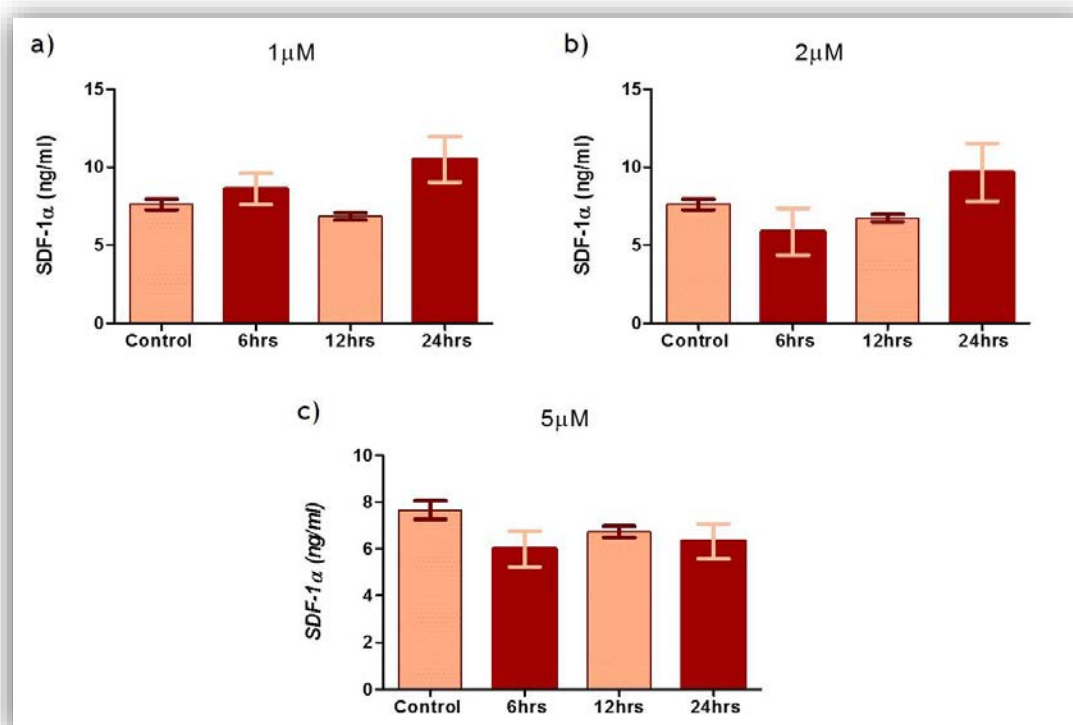 a)
1µM
SDF-1α (ng/ml)
15
10
5
0
Control 6hrs 12hrs 24hrs
b)
2µM
SDF-1α (ng/ml)
15
10
5
0
Control 6hrs 12hrs 24hrs
c)
5µM
SDF-1α (ng/ml)
10
8
6
4
2
0
Control 6hrs 12hrs 24hrs